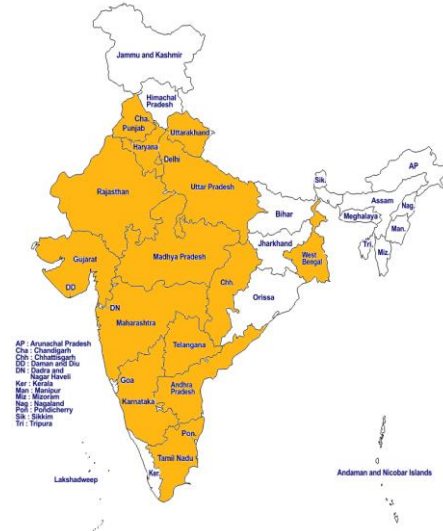 Jammu and Kashmir
Himachal
Pradesh
Cha.
Punjab
Uttarakhand
Haryana
Delhi
AP
Rajasthan
Uttar Pradesh
Sik.
Assam
Nag.
Bihar
Meghalaya
Man.
Jharkhand
Tri.
Miz.
West
Bengal
Gujarat
Madhya Pradesh
Chh.
DD
Orissa
DN
Maharashtra
Telangana
AP : Arunachal Pradesh
Cha : Chandigarh
Chh : Chhattisgarh
DD : Daman and Diu
DN : Dadra and
Nagar Haveli
Ker : Kerala
Man : Manipur
Miz : Mizoram
Nag : Nagaland
Pon : Pondicherry
Sik : Sikkim
Tri : Tripura
Goa
Andhra
Pradesh
Karnataka
Pon.
Tamil Nadu
Ker.
Lakshadweep
Andaman and Nicobar Islands